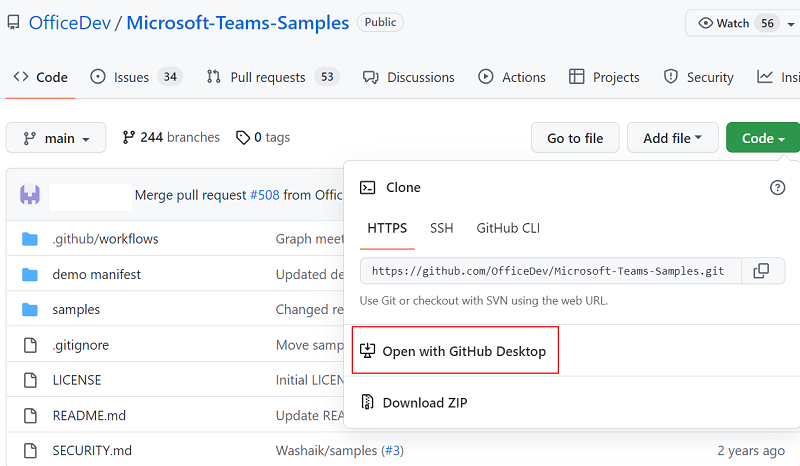 OfficeDev / Microsoft-Teams-Samples Public Watch 56
Code Issues 34 Pull requests 53 Discussions Actions Projects Security Insi
main 244 branches 0 tags Go to file Add file Code
Merge pull request #508 from Offic
Clone
HTTPS SSH GitHub CLI
.github/workflows Graph meet
https://github.com/OfficeDev/Microsoft-Teams-Samples.git
demo manifest Updated de
Use Git or checkout with SVN using the web URL.
samples Changed re
.gitignore Move samp
Open with GitHub Desktop
LICENSE Initial LICEN
Download ZIP
README.md Update REA
SECURITY.md Washaik/samples (#3) 2 years ago